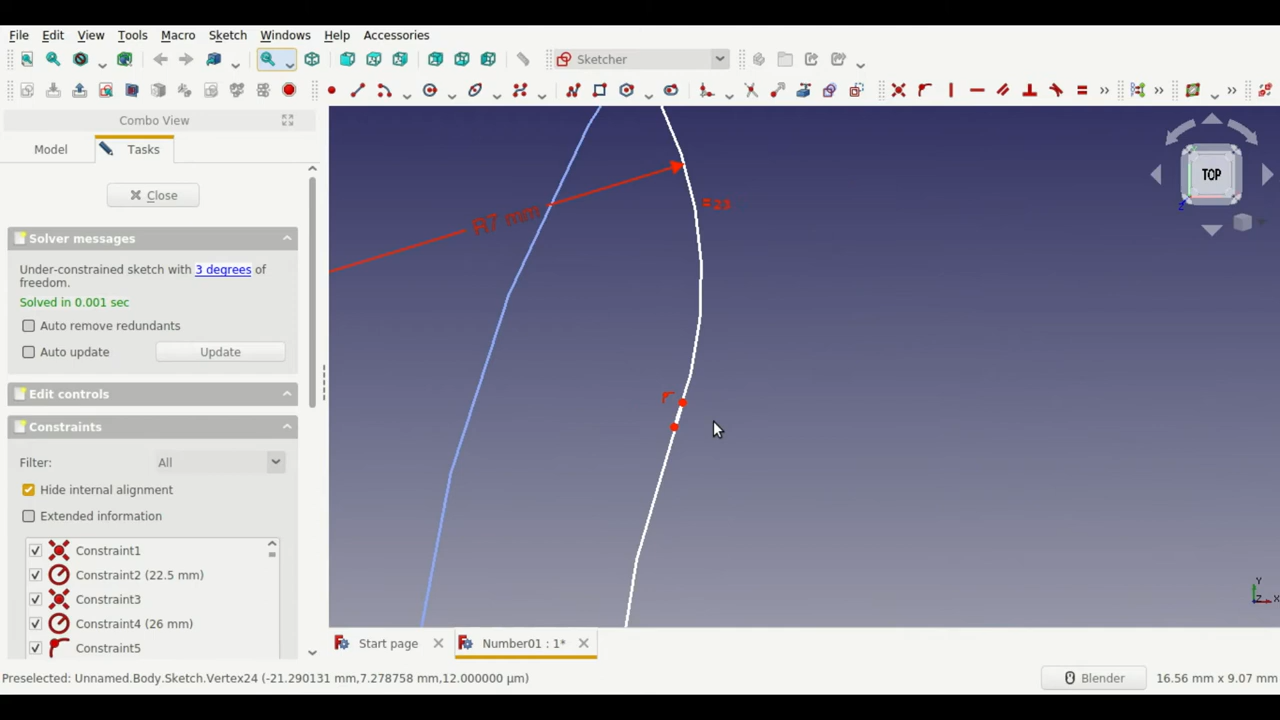 File Edit View Tools Macro Sketch Windows Help Accessories
Sketcher
Combo View
Model Tasks
Close
Solver messages
Under-constrained sketch with 3 degrees of
freedom.
Solved in 0.001 sec
Auto remove redundants
Auto update Update
Edit controls
Constraints
Filter: All
Hide internal alignment
Extended information
Constraint1
Constraint2 (22.5 mm)
Constraint3
Constraint4 (26 mm)
Constraint5
R7 mm
= 23
TOP
Z
Y
Z X
Start page Number01 : 1*
Preselected: Unnamed.Body.Sketch.Vertex24 (-21.290131 mm,7.278758 mm,12.000000 µm) Blender 16.56 mm x 9.07 mm